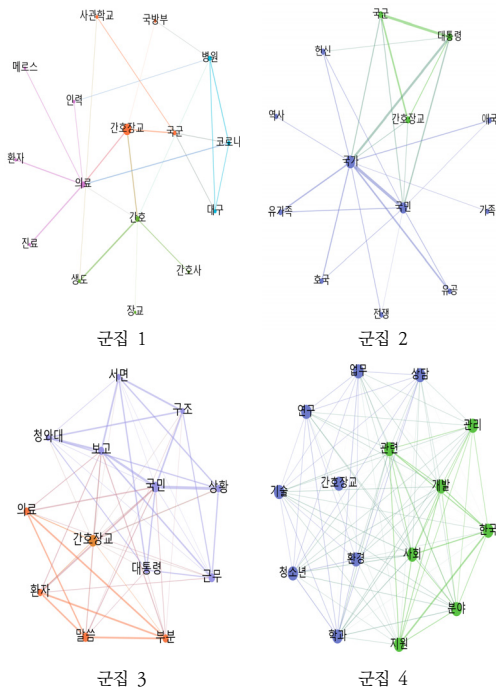 사관학교
국방부
병원
메로스
인력
간호장교
국군
코로니
환자
의료
대구
간호
진료
생도
간호사
장교
군집 1
국군
대통령
헌신
역사
간호장교
애국
국가
유가족
국민
가족
호국
유공
전쟁
군집 2
서면
구조
청와대
보고
국민
상황
의료
간호장교
대통령
근무
환자
말씀
부분
군집 3
업무
상담
연구
관리
관련
기술
간호장교
개발
한국
사회
환경
청소년
분야
학과
지원
군집 4